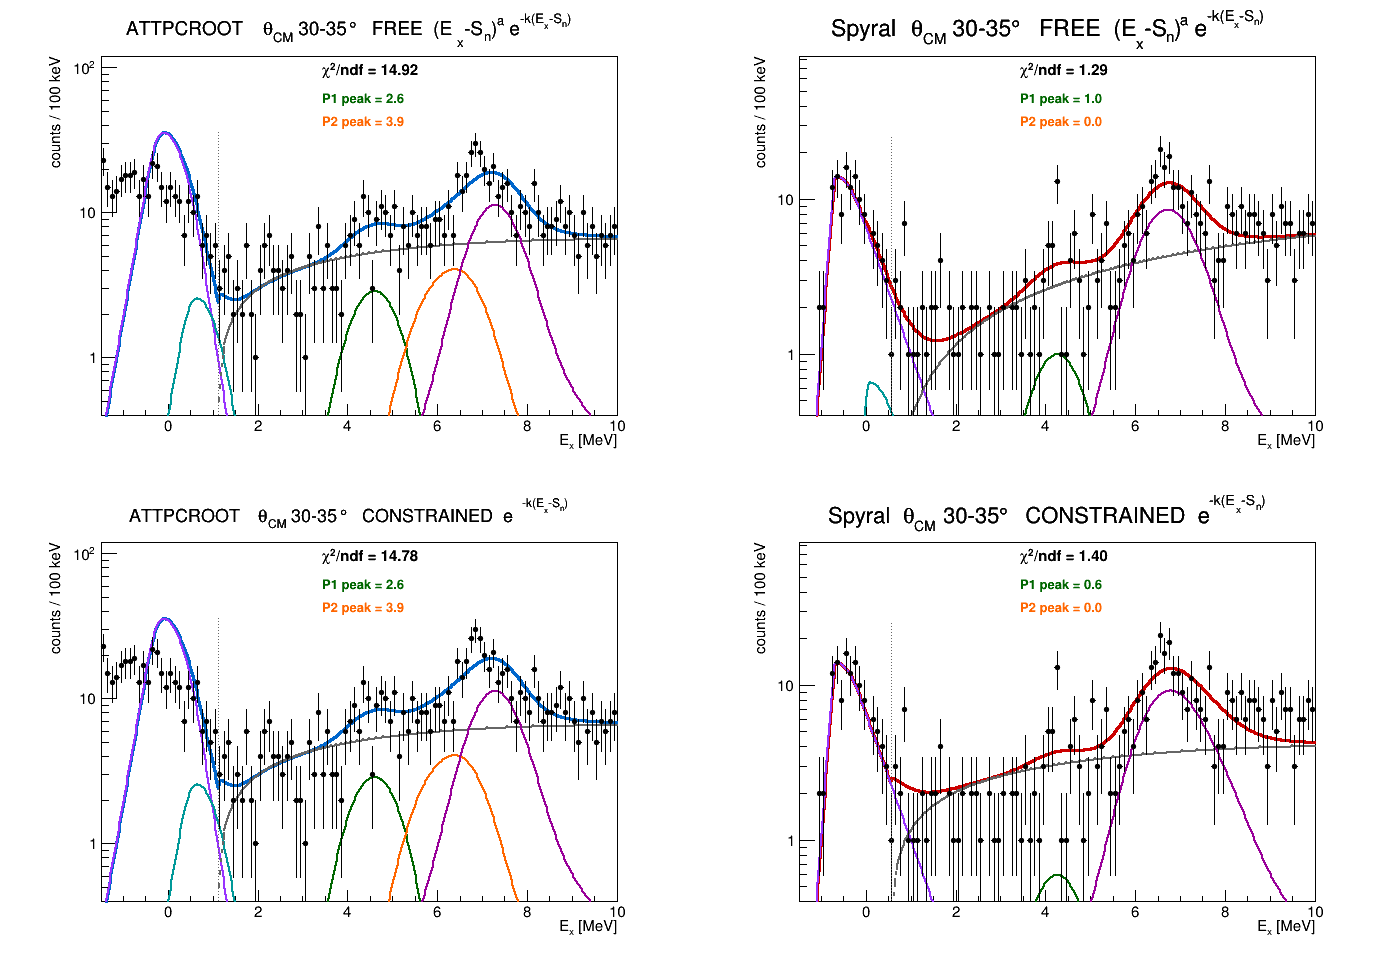 ATTPCROOT θCM 30-35° FREE (Ex-Sn)a e-k(Ex-Sn)
counts / 100 keV
χ2/ndf = 14.92
P1 peak = 2.6
P2 peak = 3.9
102
10
1
0 2 4 6 8 10
Ex [MeV]
Spyral θCM 30-35° FREE (Ex-Sn)a e-k(Ex-Sn)
counts / 100 keV
χ2/ndf = 1.29
P1 peak = 1.0
P2 peak = 0.0
10
1
0 2 4 6 8 10
Ex [MeV]
ATTPCROOT θCM 30-35° CONSTRAINED e-k(Ex-Sn)
counts / 100 keV
χ2/ndf = 14.78
P1 peak = 2.6
P2 peak = 3.9
102
10
1
0 2 4 6 8 10
Ex [MeV]
Spyral θCM 30-35° CONSTRAINED e-k(Ex-Sn)
counts / 100 keV
χ2/ndf = 1.40
P1 peak = 0.6
P2 peak = 0.0
10
1
0 2 4 6 8 10
Ex [MeV]